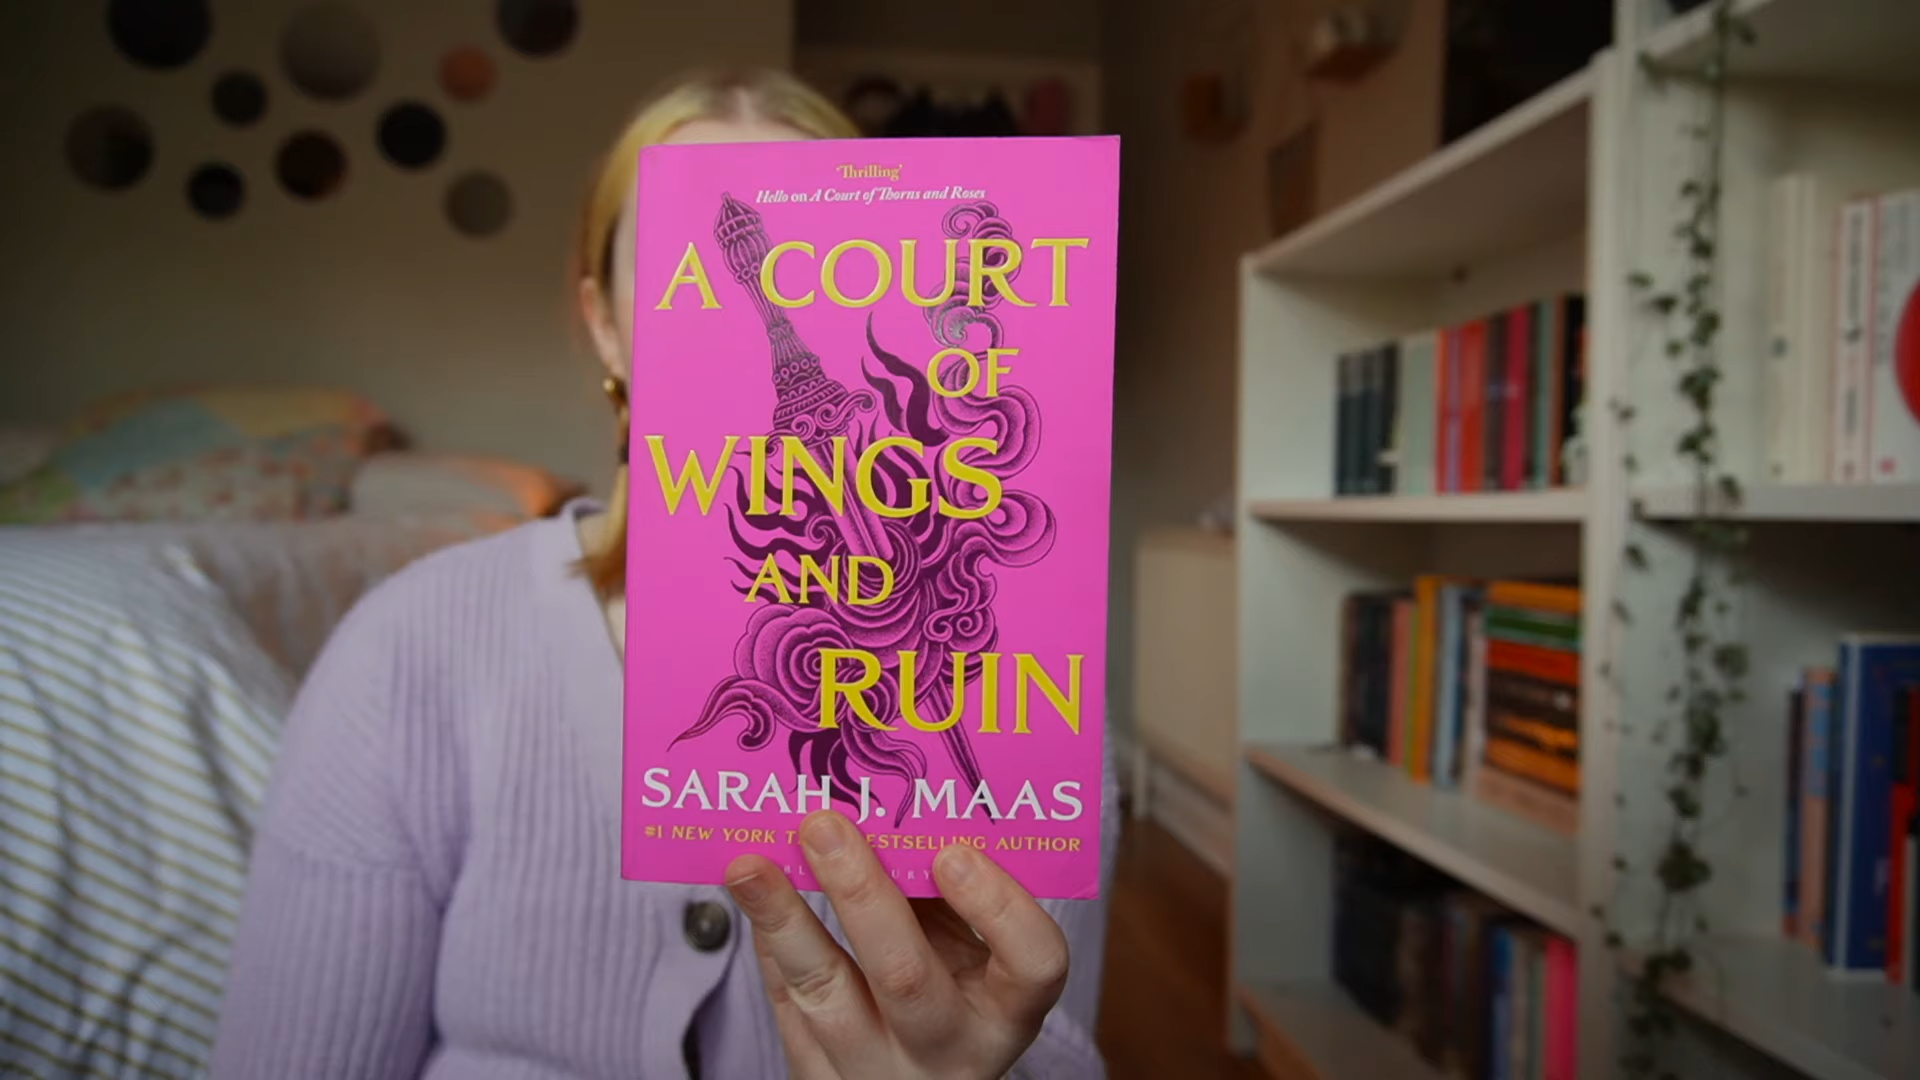 ‘Thrilling’
Hello on A Court of Thorns and Roses
A COURT
OF
WINGS
AND
RUIN
SARAH J. MAAS
#1 NEW YORK T ESTSELLING AUTHOR